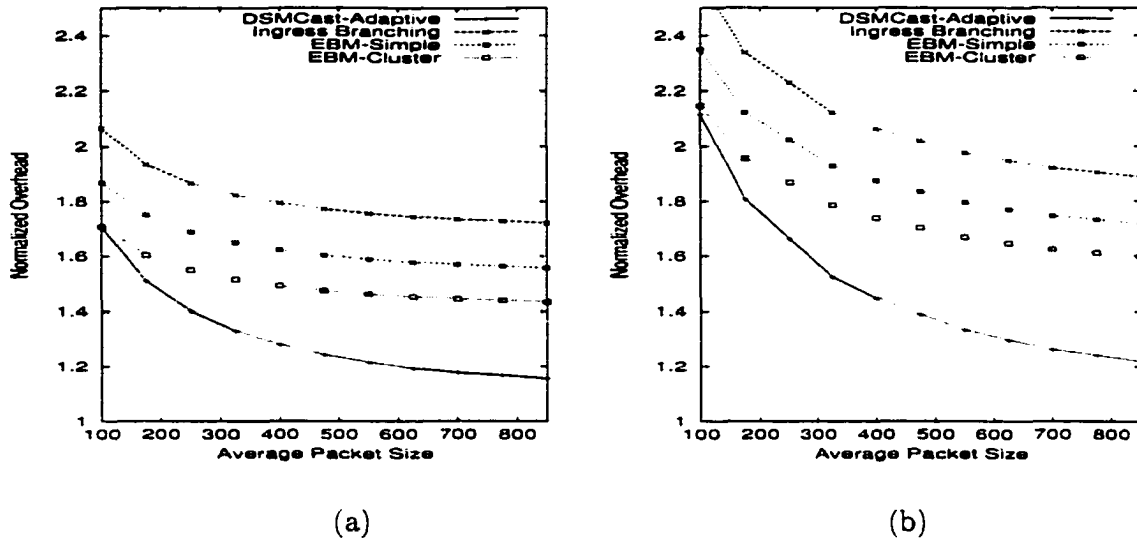 DSMCast-Adaptive
Ingress Branching
EBM-Simple
EBM-Cluster
2.4
2.2
2
1.8
1.6
1.4
1.2
1
Normalized Overhead
100 200 300 400 500 600 700 800
Average Packet Size
(a)
DSMCast-Adaptive
Ingress Branching
EBM-Simple
EBM-Cluster
2.4
2.2
2
1.8
1.6
1.4
1.2
1
Normalized Overhead
100 200 300 400 500 600 700 800
Average Packet Size
(b)